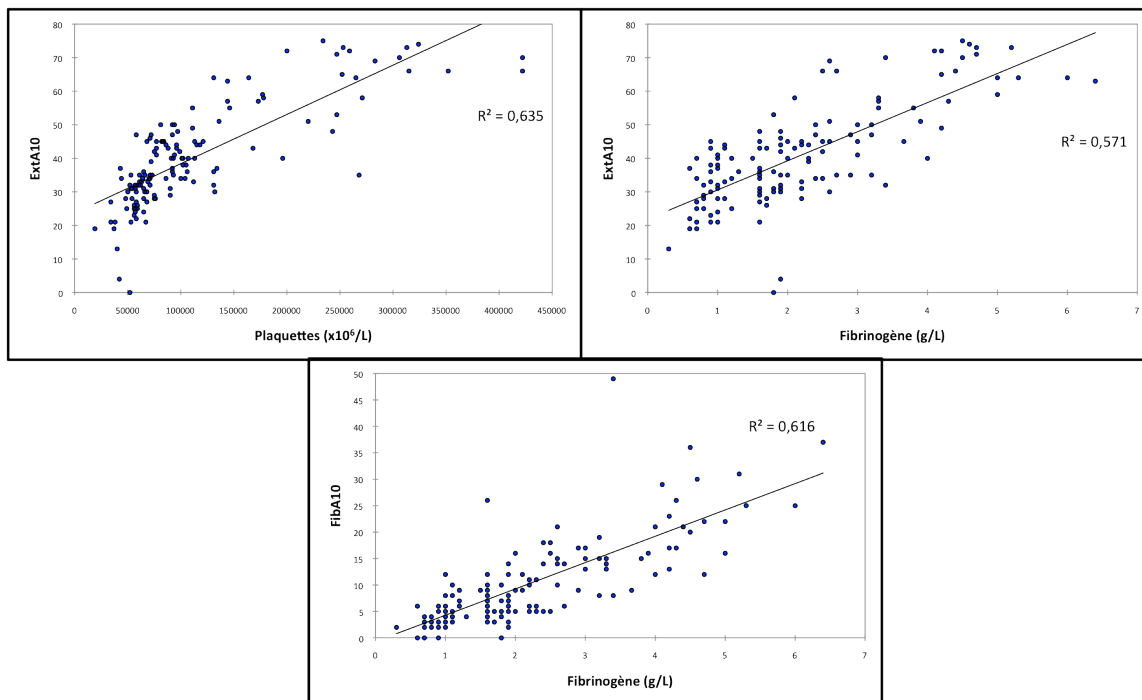 80
70
60
50
40
30
20
10
0
ExtA10
R² = 0,635
50000 100000 150000 200000 250000 300000 350000 400000 450000
Plaquettes (x10⁶/L)
80
70
60
50
40
30
20
10
0
ExtA10
R² = 0,571
0 1 2 3 4 5 6 7
Fibrinogène (g/L)
50
45
40
35
30
25
20
15
10
5
0
FibA10
R² = 0,616
0 1 2 3 4 5 6 7
Fibrinogène (g/L)